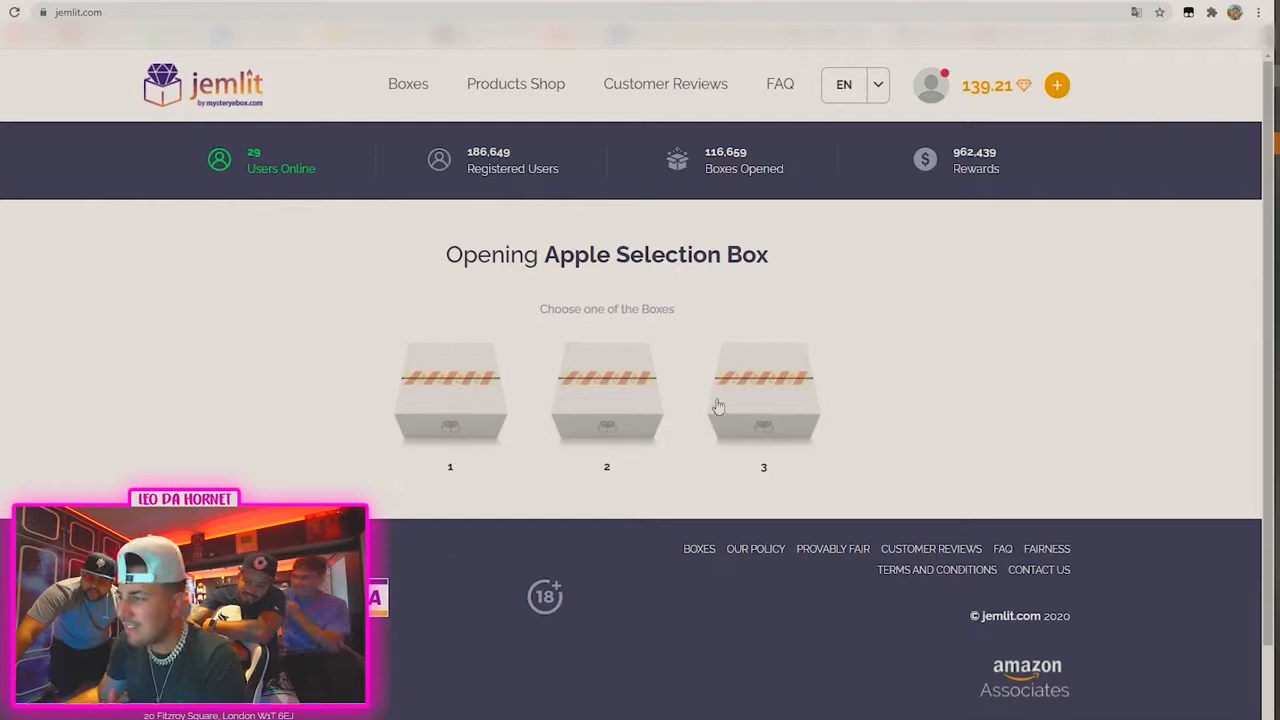 jemlit.com
jemlit
by mysteryebox.com
Boxes
Products Shop
Customer Reviews
FAQ
EN
139.21
29
Users Online
186,649
Registered Users
116,659
Boxes Opened
962,439
Rewards
Opening Apple Selection Box
Choose one of the Boxes
1
2
3
LEO DA HORNET
A
18+
BOXES
OUR POLICY
PROVABLY FAIR
CUSTOMER REVIEWS
FAQ
FAIRNESS
TERMS AND CONDITIONS
CONTACT US
© jemlit.com 2020
amazon
Associates
20 Fitzroy Square, London W1T 6EJ